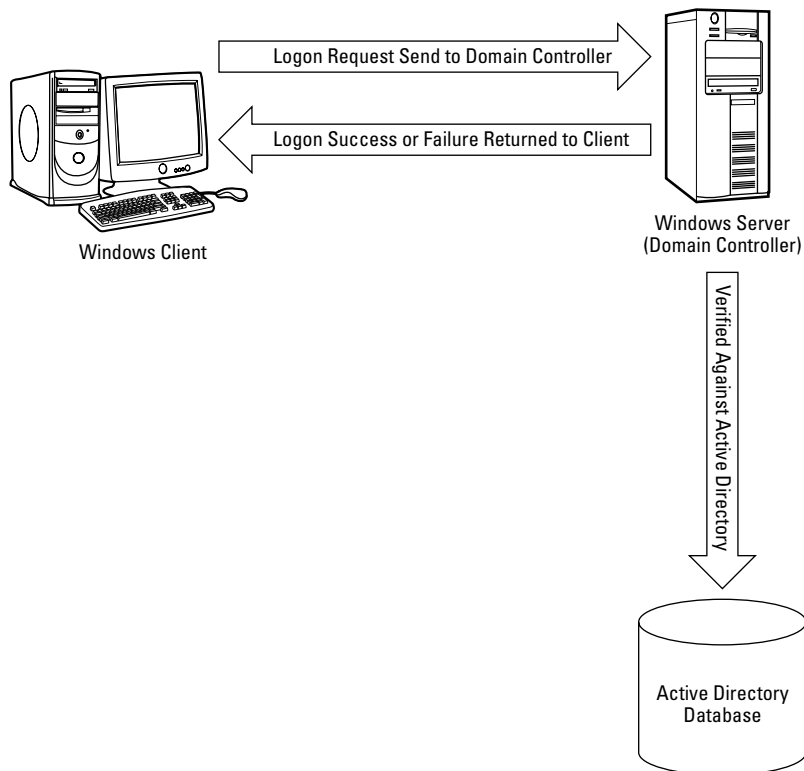 Logon Request Send to Domain Controller
Logon Success or Failure Returned to Client
Windows Client
Windows Server
(Domain Controller)
Verified Against Active Directory
Active Directory
Database